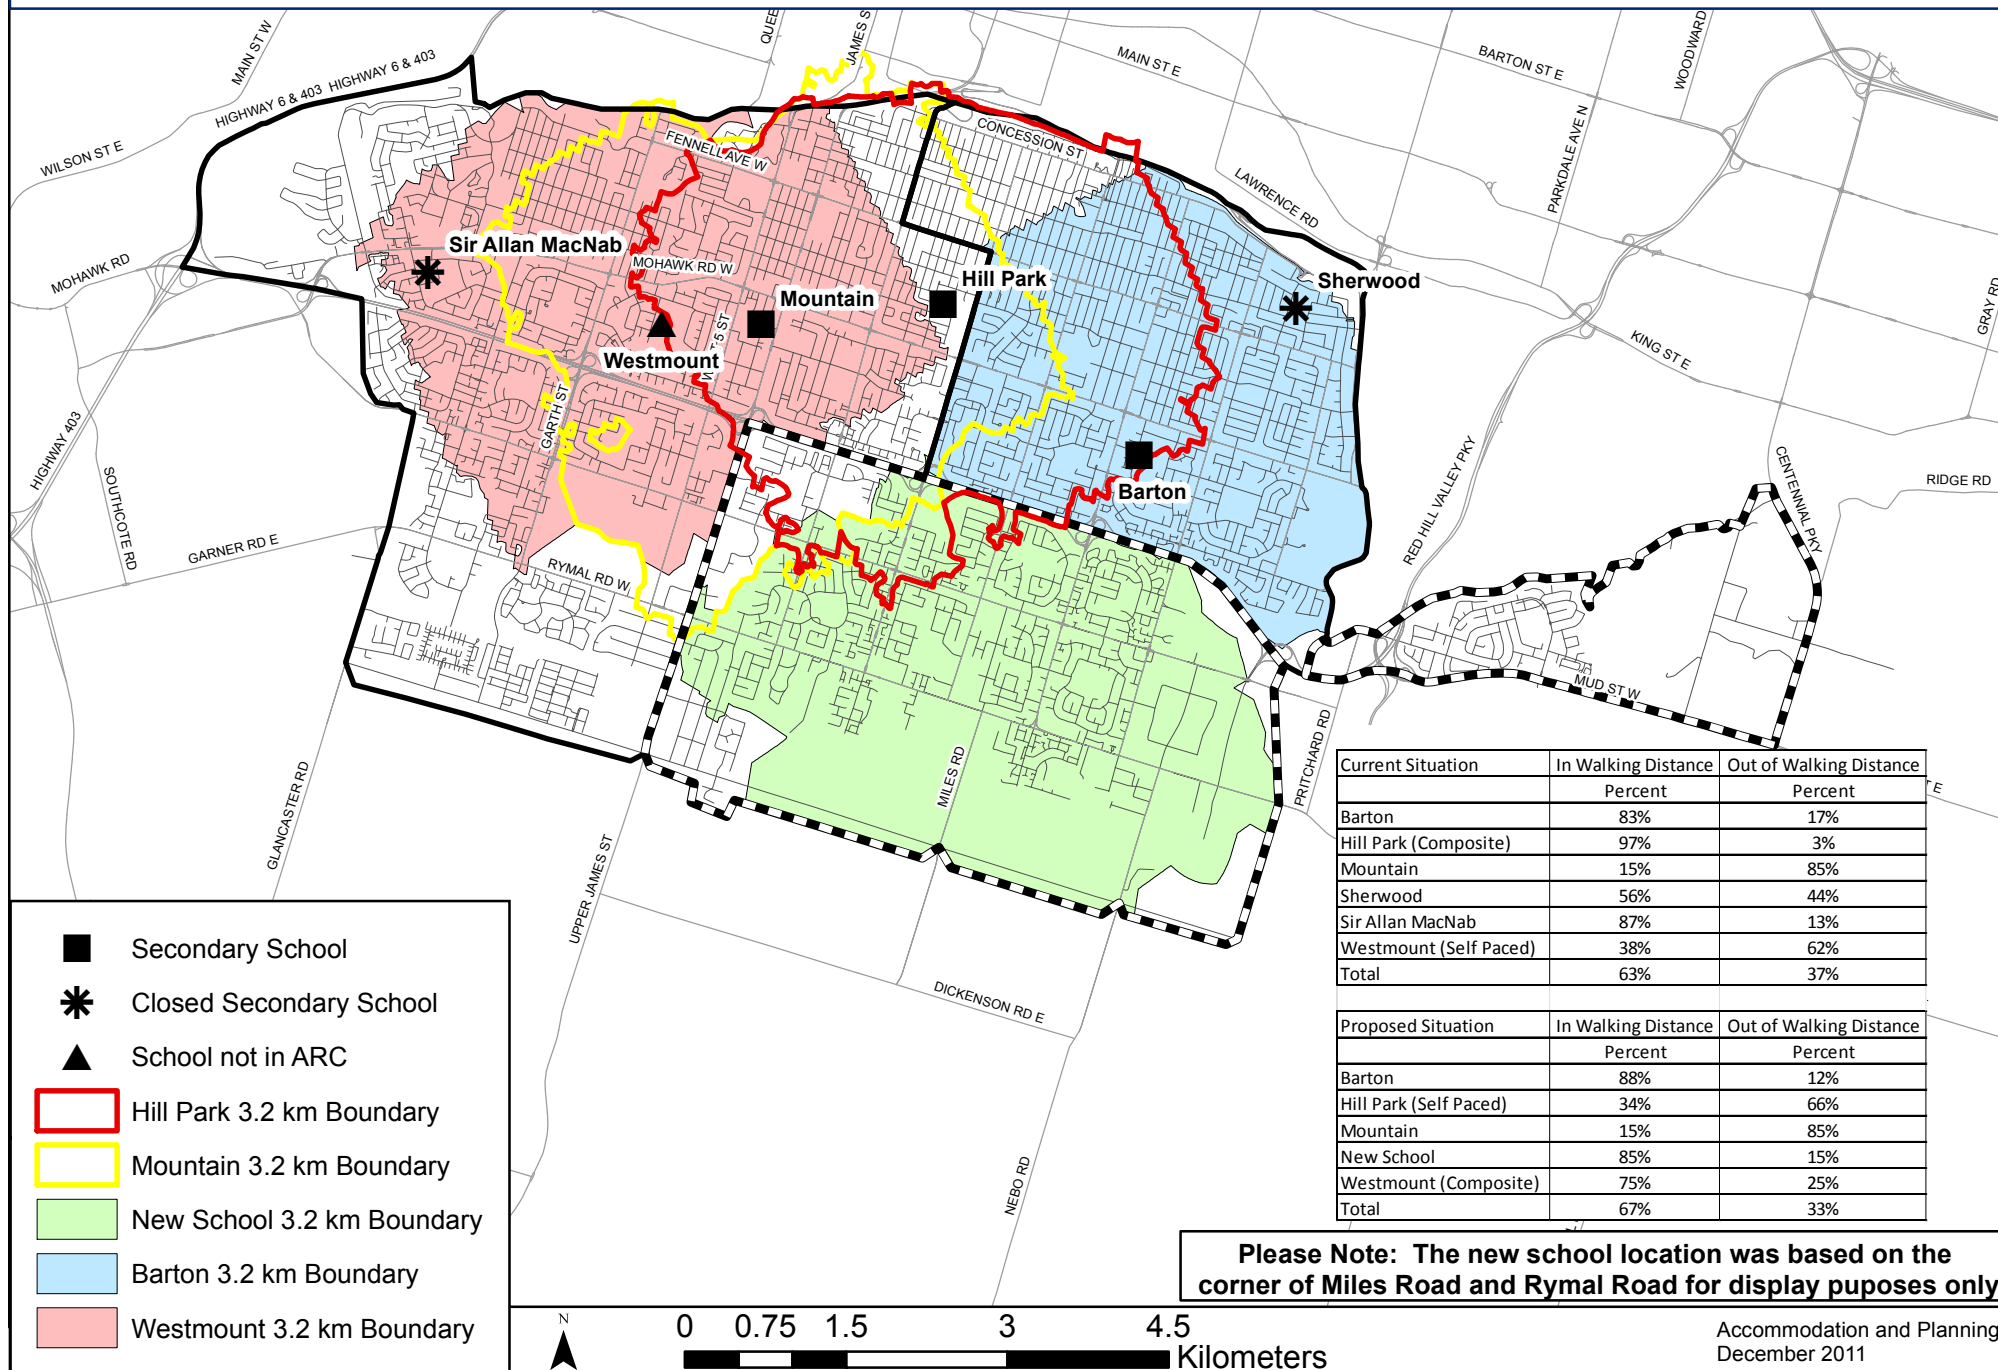 MAIN ST W
QUEE
JAMES S
MAIN ST E
BARTON ST E
WOODWARD
HIGHWAY 6 & 403 HIGHWAY 6 & 403
WILSON ST E
FENNELL AVE W
CONCESSION ST
LAWRENCE RD
PARKDALE AVE N
MOHAWK RD
Sir Allan MacNab
MOHAWK RD W
Mountain
Hill Park
Sherwood
GRAY RD
KING ST E
Westmount
5 ST
GARTH ST
HIGHWAY 403
SOUTHCOTE RD
GARNER RD E
RYMAL RD W
Barton
RED HILL VALLEY PKY
CENTENNIAL PKY
RIDGE RD
MUD ST W
GLANCASTER RD
UPPER JAMES ST
MILES RD
PRITCHARD RD
T E
DICKENSON RD E
NEBO RD
Current Situation In Walking Distance Out of Walking Distance
Percent Percent
Barton 83% 17%
Hill Park (Composite) 97% 3%
Mountain 15% 85%
Sherwood 56% 44%
Sir Allan MacNab 87% 13%
Westmount (Self Paced) 38% 62%
Total 63% 37%
Proposed Situation In Walking Distance Out of Walking Distance
Percent Percent
Barton 88% 12%
Hill Park (Self Paced) 34% 66%
Mountain 15% 85%
New School 85% 15%
Westmount (Composite) 75% 25%
Total 67% 33%
Secondary School
Closed Secondary School
School not in ARC
Hill Park 3.2 km Boundary
Mountain 3.2 km Boundary
New School 3.2 km Boundary
Barton 3.2 km Boundary
Westmount 3.2 km Boundary
Please Note: The new school location was based on the
corner of Miles Road and Rymal Road for display puposes only
N
0 0.75 1.5 3 4.5
Kilometers
Accommodation and Planning
December 2011